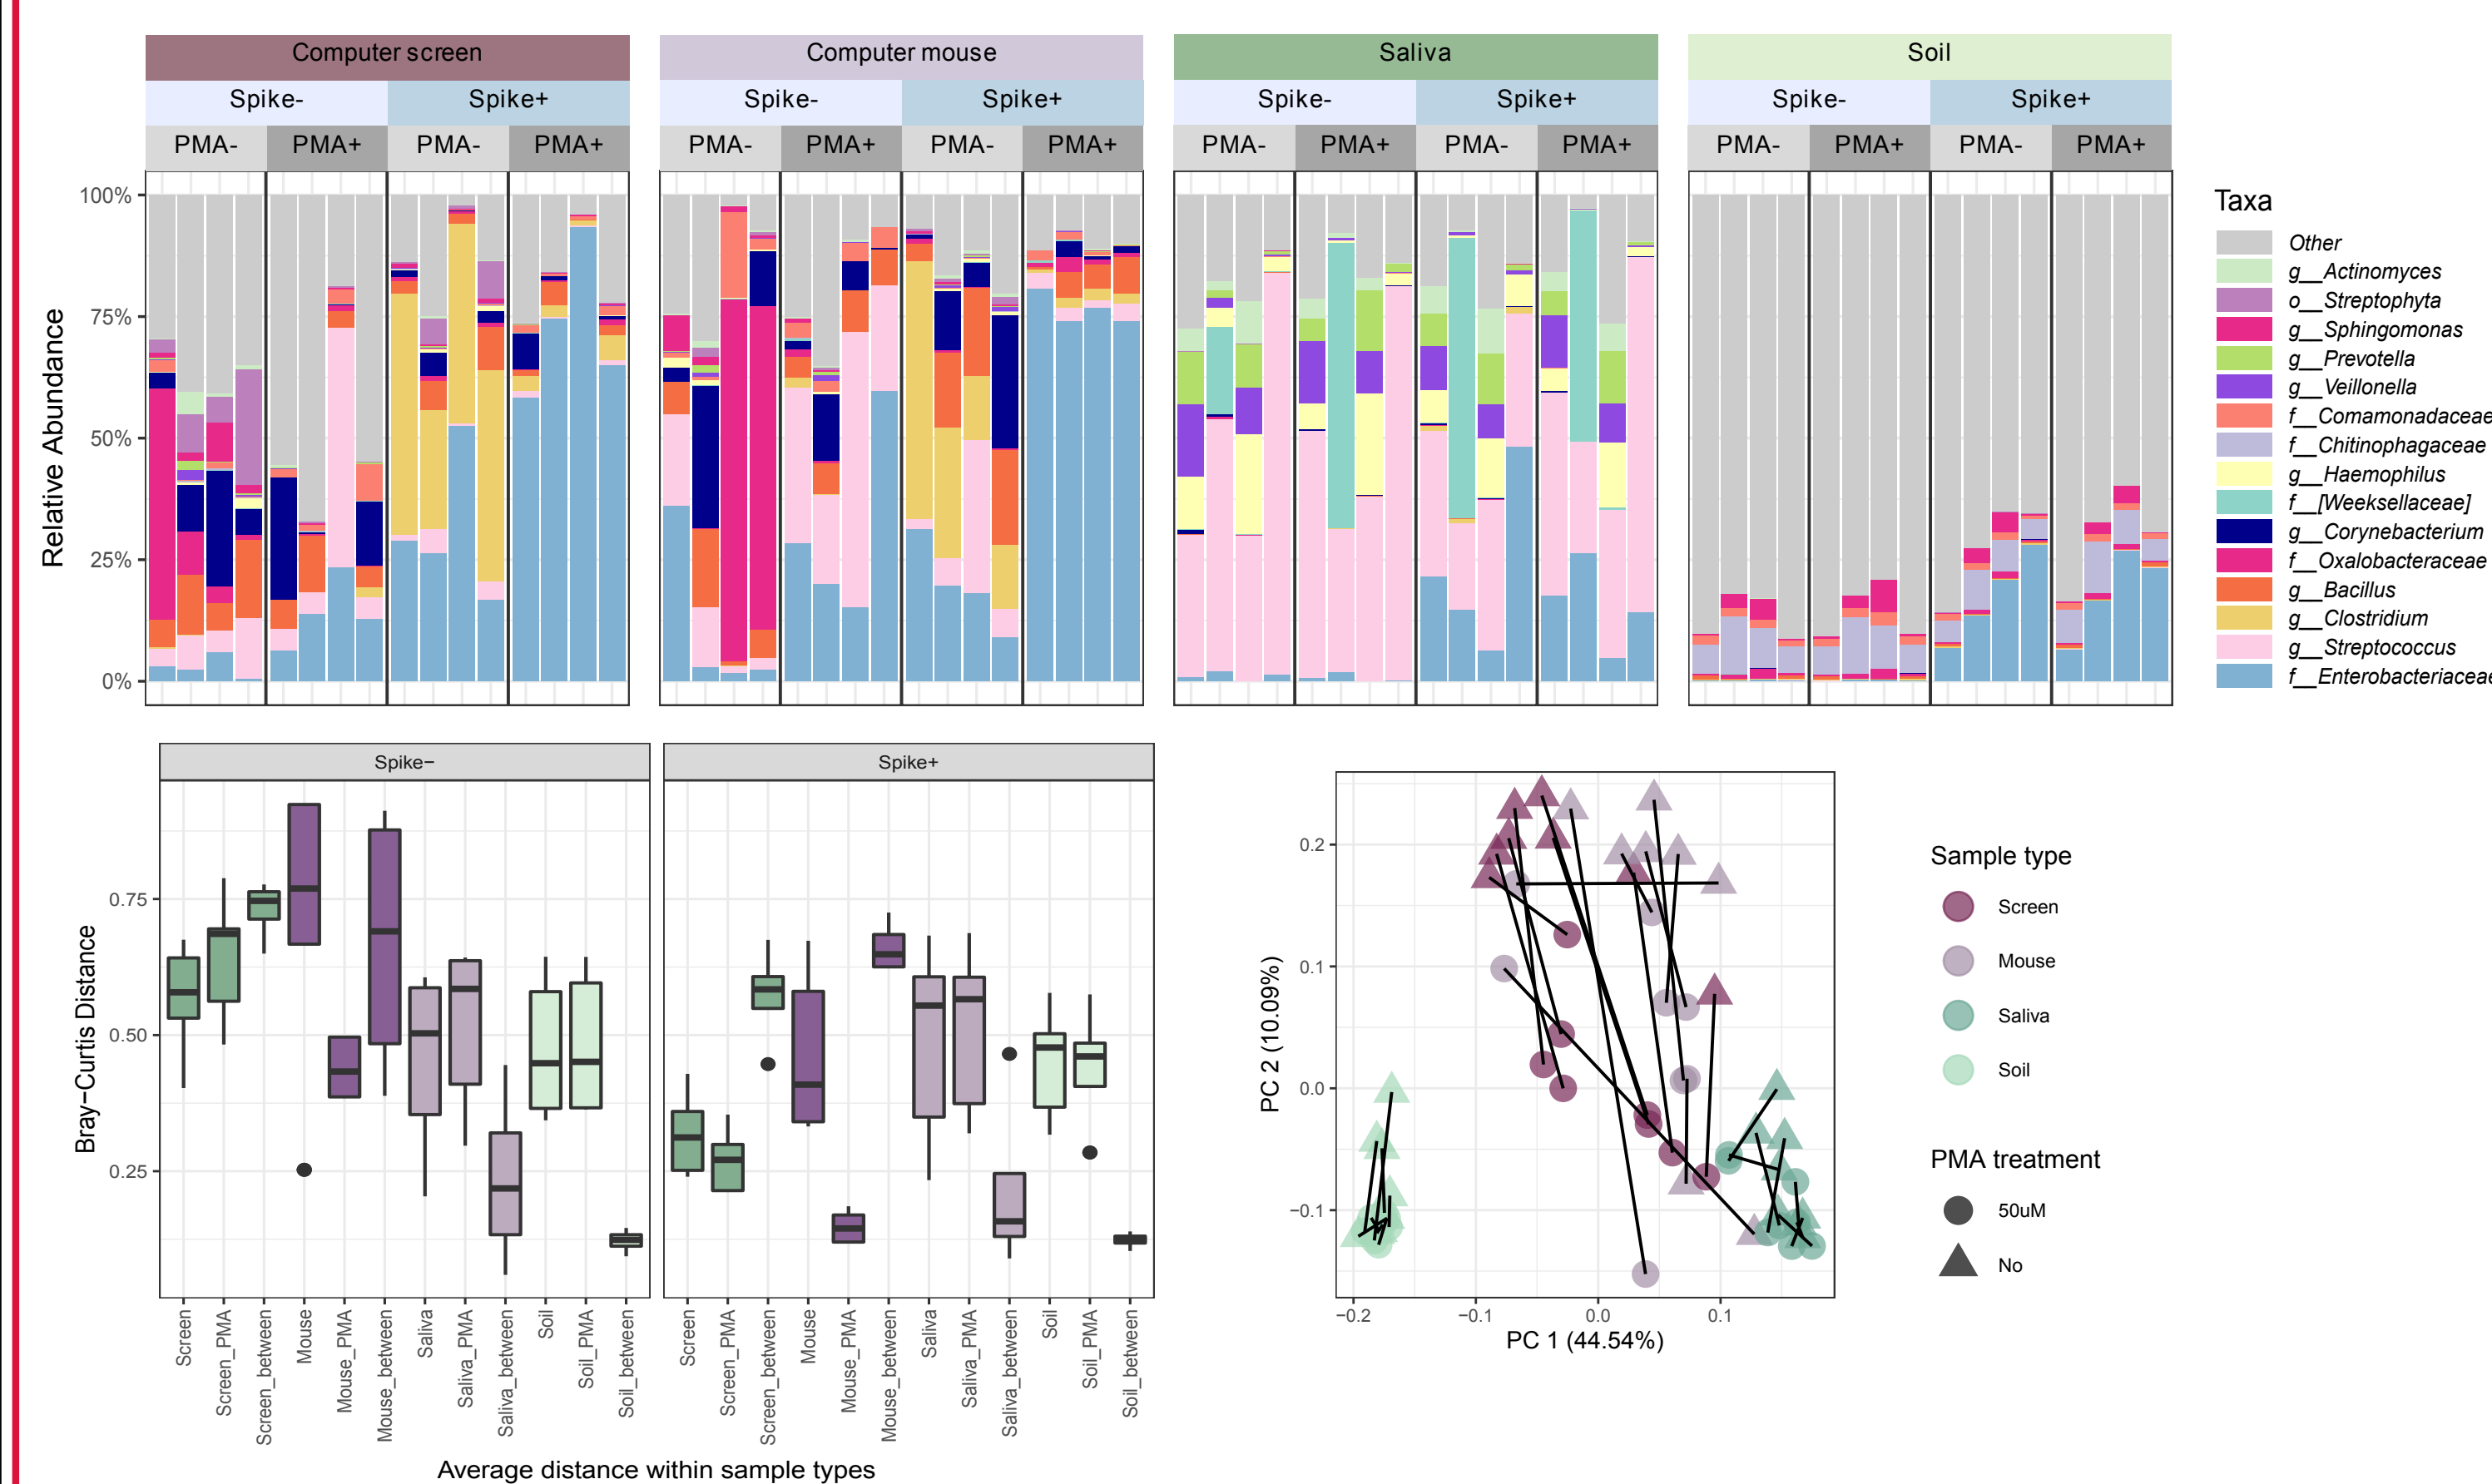 Computer screen Computer mouse Saliva Soil
Spike- Spike+ Spike- Spike+ Spike- Spike+ Spike- Spike+
PMA- PMA+ PMA- PMA+ PMA- PMA+ PMA- PMA+ PMA- PMA+ PMA- PMA+ PMA- PMA+ PMA- PMA+
Relative Abundance
100%
75%
50%
25%
0%
Taxa
Other
g__Actinomyces
o__Streptophyta
g__Sphingomonas
g__Prevotella
g__Veillonella
f__Comamonadaceae
f__Chitinophagaceae
g__Haemophilus
f__[Weeksellaceae]
g__Corynebacterium
f__Oxalobacteraceae
g__Bacillus
g__Clostridium
g__Streptococcus
f__Enterobacteriaceae
Spike− Spike+
Bray−Curtis Distance
0.75
0.50
0.25
Screen
Screen_PMA
Screen_between
Mouse
Mouse_PMA
Mouse_between
Saliva
Saliva_PMA
Saliva_between
Soil
Soil_PMA
Soil_between
Screen
Screen_PMA
Screen_between
Mouse
Mouse_PMA
Mouse_between
Saliva
Saliva_PMA
Saliva_between
Soil
Soil_PMA
Soil_between
Average distance within sample types
PC 2 (10.09%)
0.2
0.1
0.0
−0.1
−0.2 −0.1 0.0 0.1
PC 1 (44.54%)
Sample type
Screen
Mouse
Saliva
Soil
PMA treatment
50uM
No